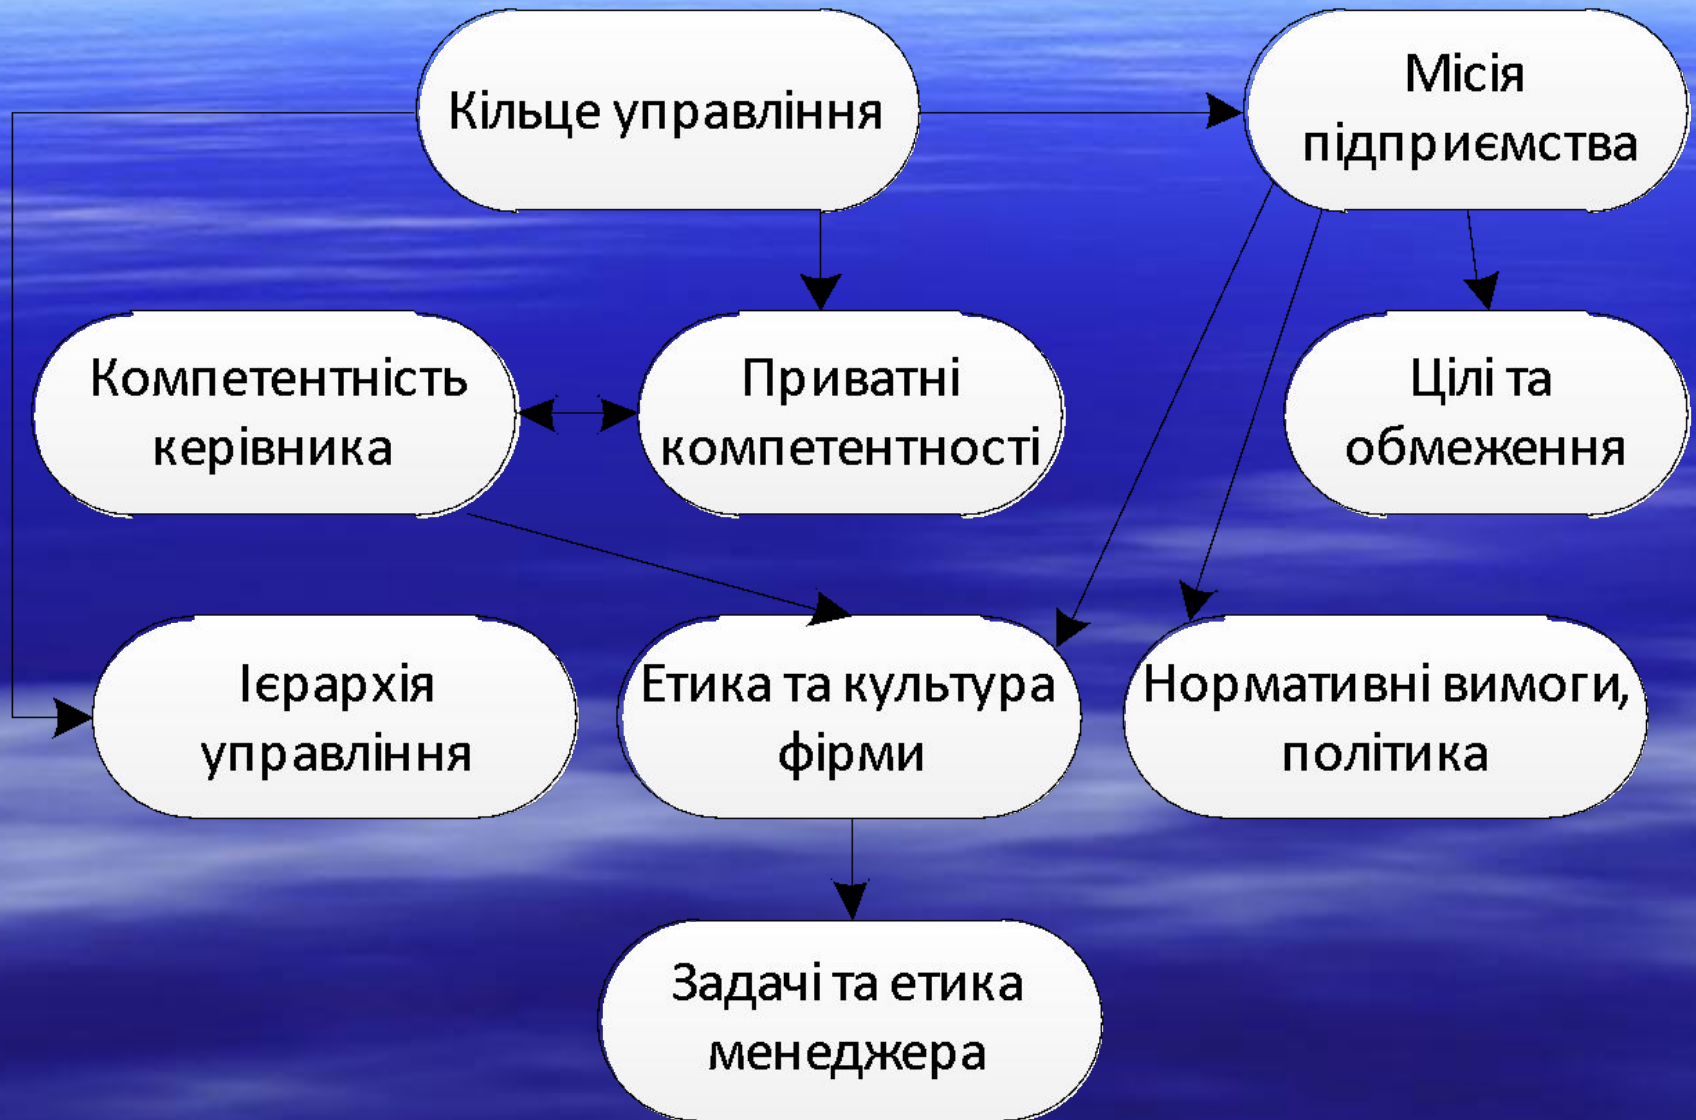 Кільце управління
Місія
підприємства
Компетентність
керівника
Приватні
компетентності
Цілі та
обмеження
Ієрархія
управління
Етика та культура
фірми
Нормативні вимоги,
політика
Задачі та етика
менеджера